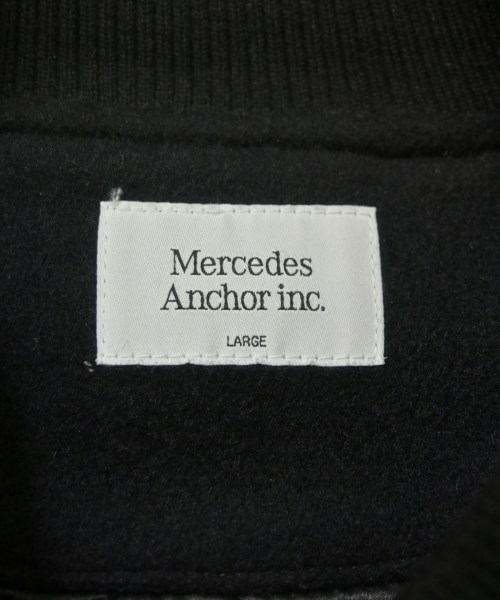 Mercedes
Anchor inc.
LARGE